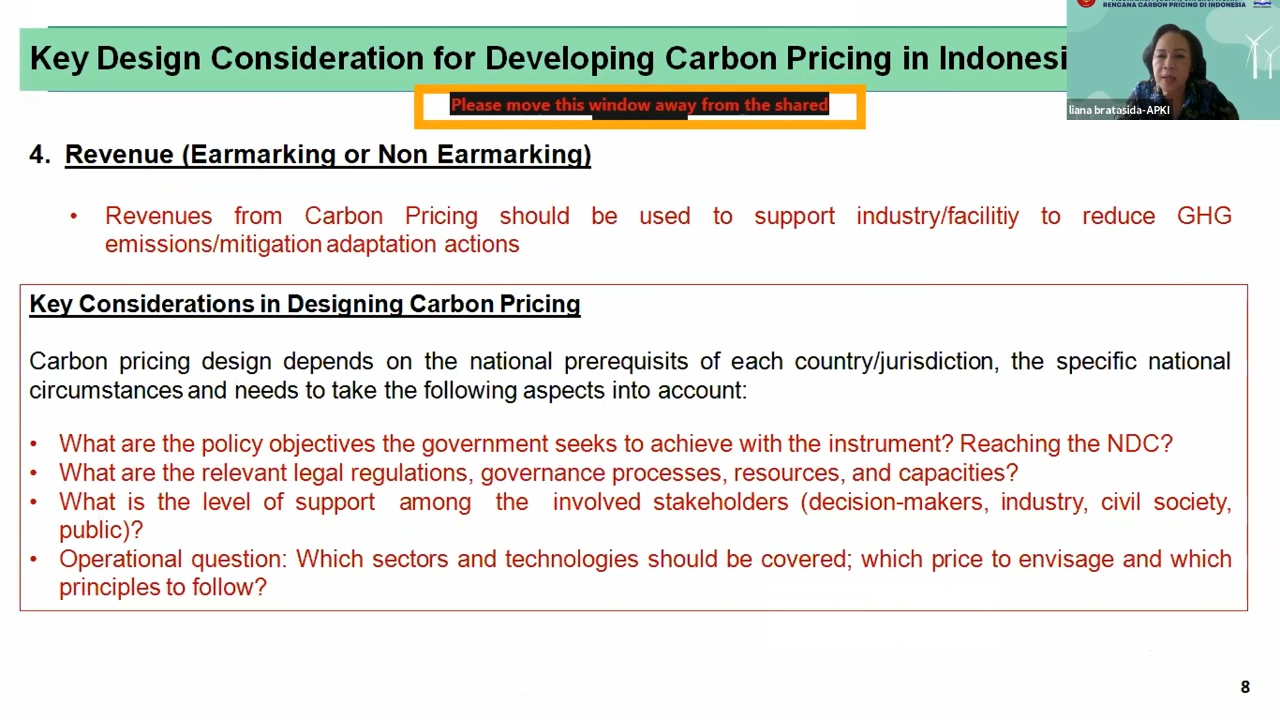 RENCANA CARBON PRICING DI INDONESIA
Key Design Consideration for Developing Carbon Pricing in Indonesi
liana bratasida-APKI
Please move this window away from the shared
4. Revenue (Earmarking or Non Earmarking)
• Revenues from Carbon Pricing should be used to support industry/facilitiy to reduce GHG
emissions/mitigation adaptation actions
Key Considerations in Designing Carbon Pricing
Carbon pricing design depends on the national prerequisits of each country/jurisdiction, the specific national
circumstances and needs to take the following aspects into account:
• What are the policy objectives the government seeks to achieve with the instrument? Reaching the NDC?
• What are the relevant legal regulations, governance processes, resources, and capacities?
• What is the level of support among the involved stakeholders (decision-makers, industry, civil society,
public)?
• Operational question: Which sectors and technologies should be covered; which price to envisage and which
principles to follow?
8